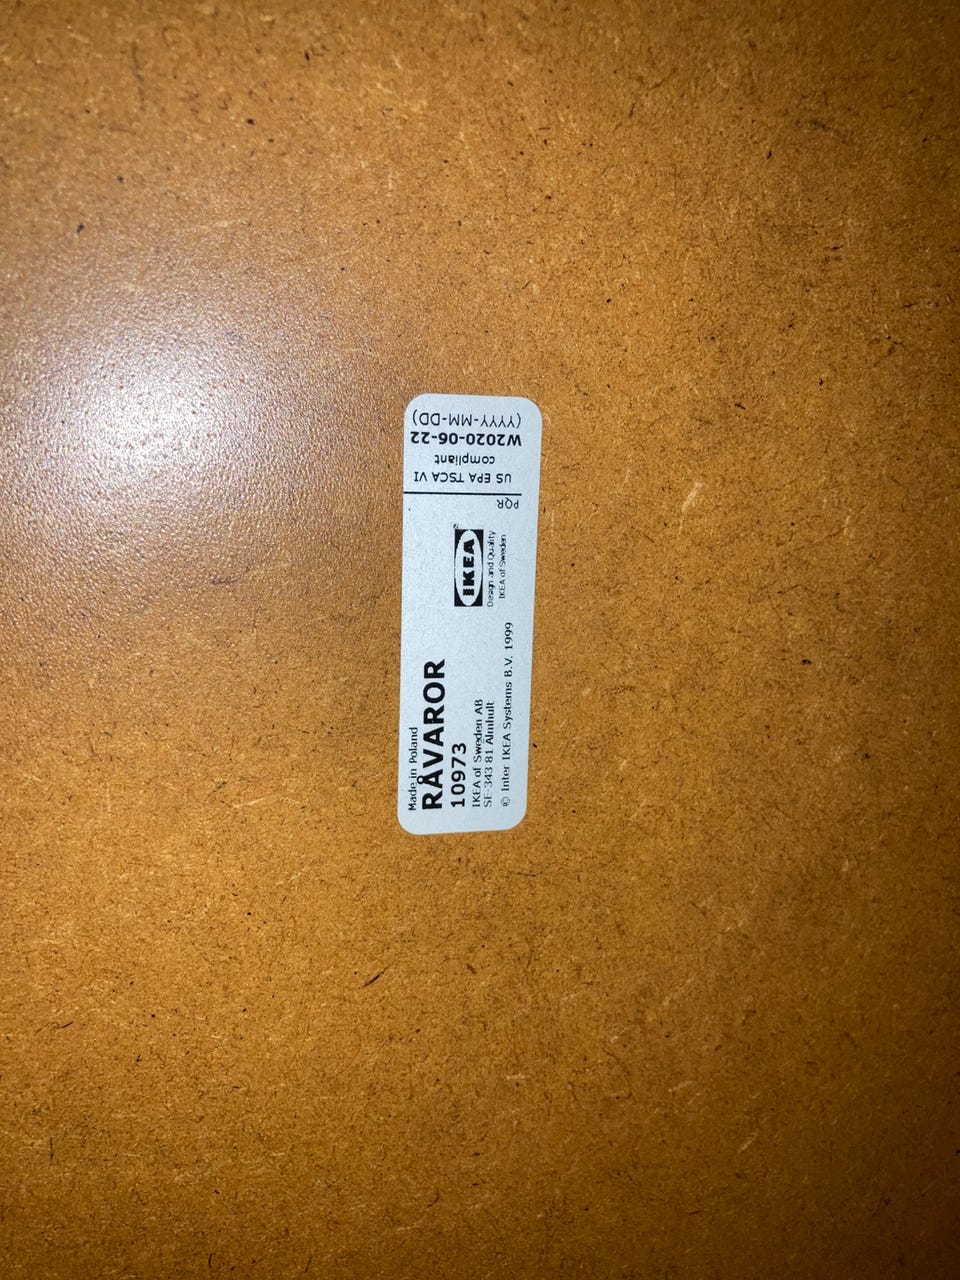 Made in Poland
RÅVAROR
10973
IKEA of Sweden AB
SE-343 81 Älmhult
© Inter IKEA Systems B.V. 1999
IKEA®
Design and Quality
IKEA of Sweden
PQR
US EPA TSCA VI
compliant
W2020-06-22
(YYYY-MM-DD)